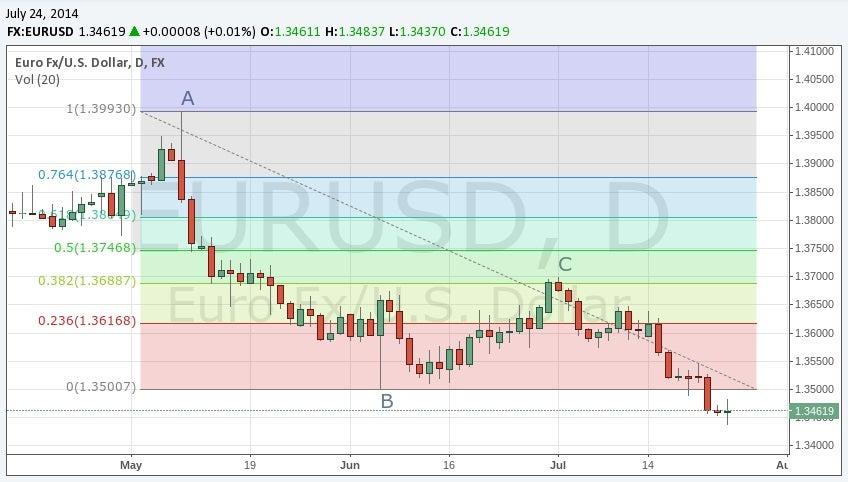 July 24, 2014
FX:EURUSD 1.34619 ▲ +0.00008 (+0.01%) O:1.34611 H:1.34837 L:1.34370 C:1.34619
Euro Fx/U.S. Dollar, D, FX
Vol (20)
1.41000
1.40500
1.40000
1(1.39930)
A
1.39500
1.39000
0.764(1.38768)
1.38500
EURUSD, D
1.38000
0.5(1.37468)
1.37500
C
1.37000
0.382(1.36887)
Euro Fx/U.S. Dollar
1.36500
0.236(1.36168)
1.36000
1.35500
0(1.35007)
1.35000
B
1.34619
1.34000
May 19 Jun 16 Jul 14